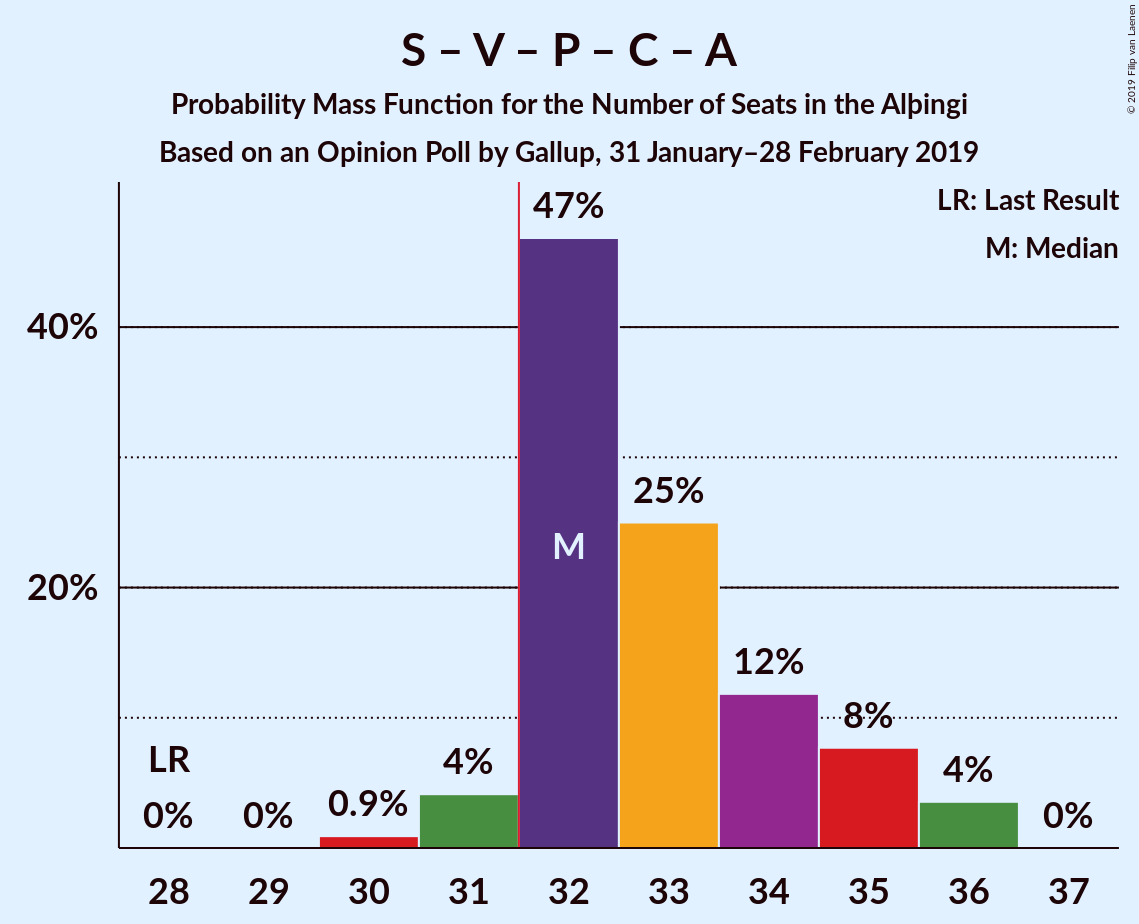 S – V – P – C – A
Probability Mass Function for the Number of Seats in the Alþingi
Based on an Opinion Poll by Gallup, 31 January–28 February 2019
© 2019 Filip van Laenen
LR: Last Result
M: Median
40%
20%
LR
0%
0%
0.9%
4%
47%
M
25%
12%
8%
4%
0%
28 29 30 31 32 33 34 35 36 37